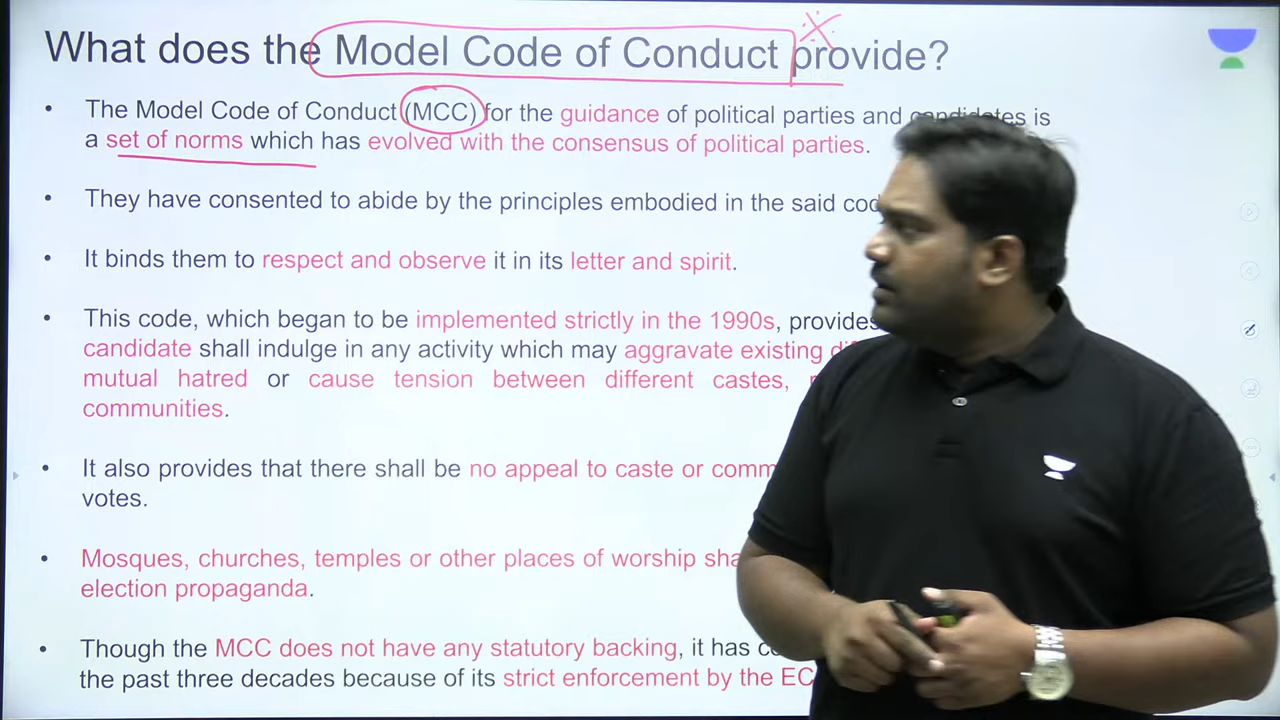 What does the Model Code of Conduct provide?
• The Model Code of Conduct (MCC) for the guidance of political parties and candidates is
a set of norms which has evolved with the consensus of political parties.
• They have consented to abide by the principles embodied in the said
• It binds them to respect and observe it in its letter and spirit.
• This code, which began to be implemented strictly in the 1990s, provides
candidate shall indulge in any activity which may aggravate existing
mutual hatred or cause tension between different castes,
communities.
• It also provides that there shall be no appeal to caste or
votes.
• Mosques, churches, temples or other places of worship
election propaganda.
• Though the MCC does not have any statutory backing, it has
the past three decades because of its strict enforcement by the